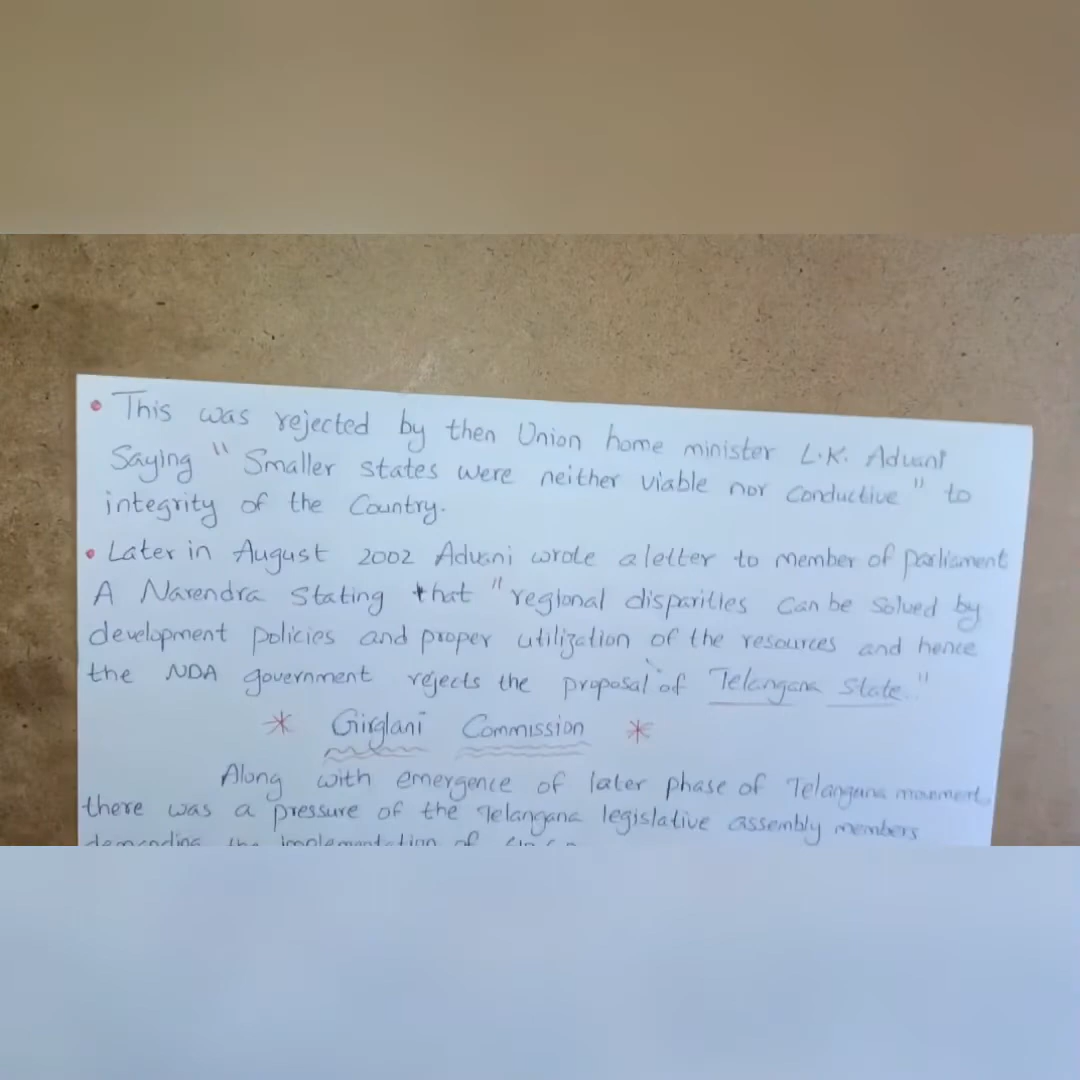 • This was rejected by then Union home minister L.K. Advani
Saying " Smaller states were neither viable nor conductive " to
integrity of the Country.
• Later in August 2002 Advani wrote a letter to member of parliament
A Narendra stating that " regional disparities can be solved by
development policies and proper utilization of the resources and hence
the NDA government rejects the proposal of Telangana State."
* Girglani Commission *
Along with emergence of later phase of Telangana movement,
there was a pressure of the Telangana legislative assembly members
demanding the implementation of